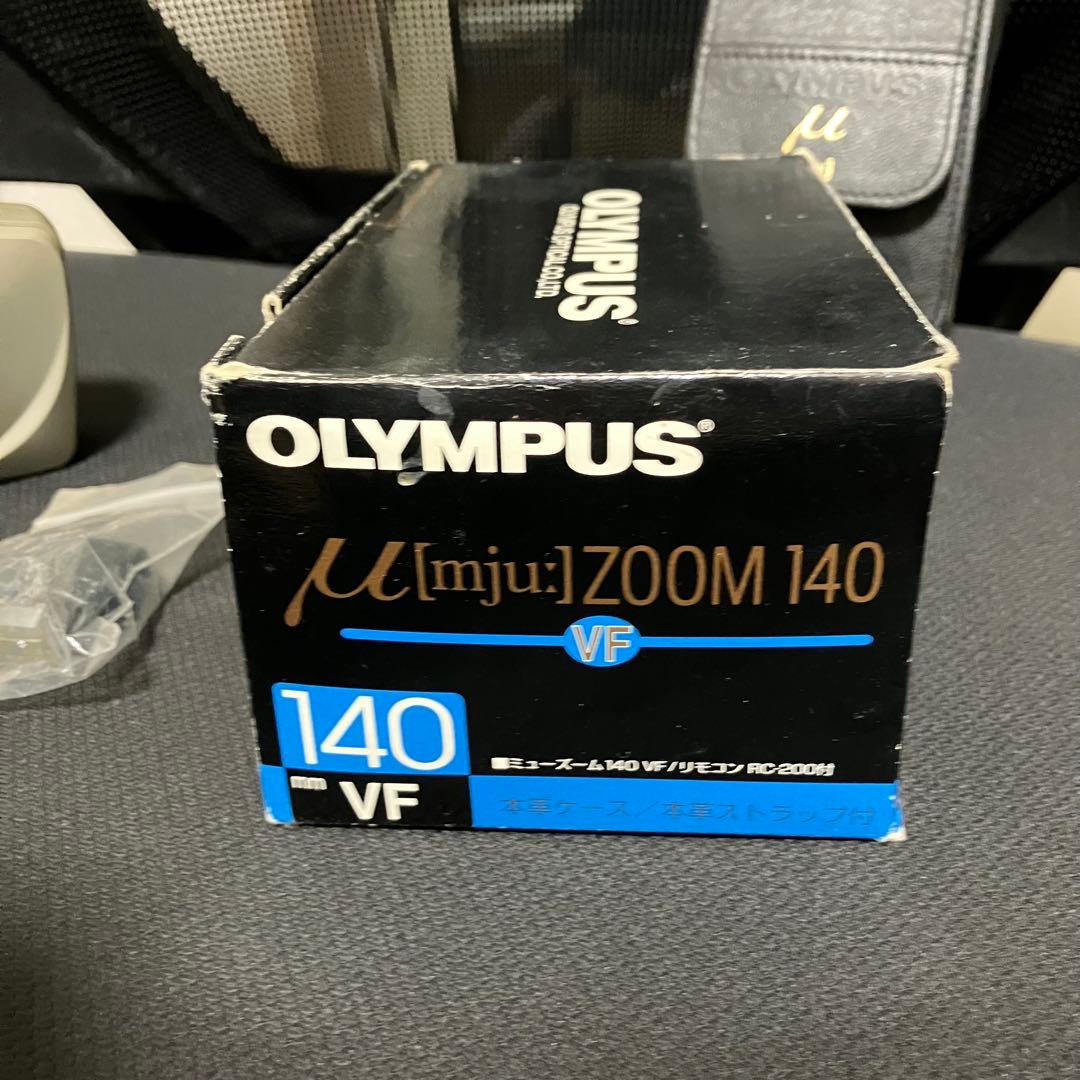 OLYMPUS
μ
OLYMPUS®
OLYMPUS OPTICAL CO., LTD.
OLYMPUS®
μ[mju:] ZOOM 140
VF
140
mm VF
■ミューズーム140 VF/リモコン RC-200付
本革ケース/本革ストラップ付